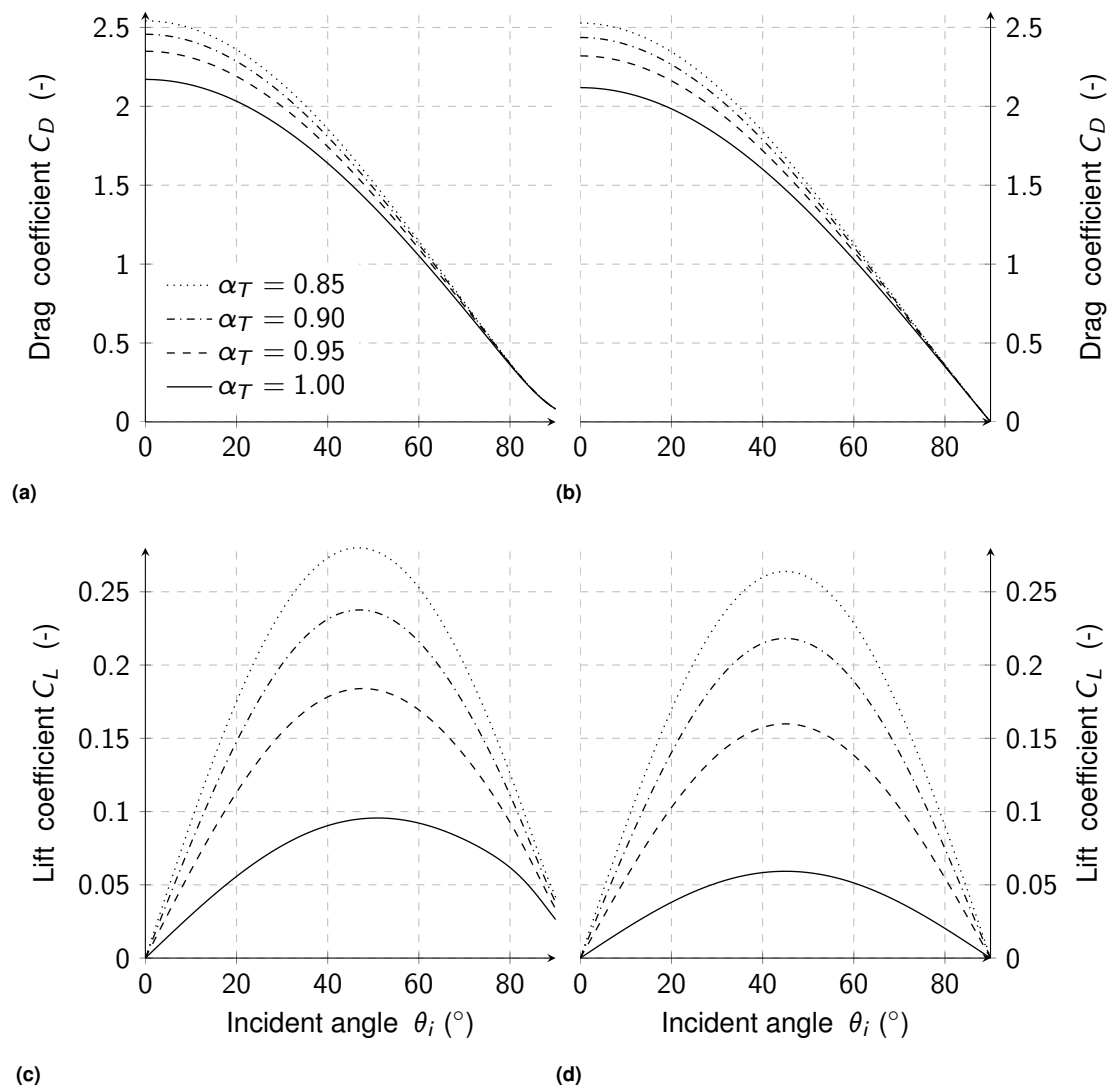 2.5
2
1.5
1
0.5
0
Drag coefficient C_D (-)
α_T = 0.85
α_T = 0.90
α_T = 0.95
α_T = 1.00
0 20 40 60 80
(a)
2.5
2
1.5
1
0.5
0
Drag coefficient C_D (-)
0 20 40 60 80
(b)
0.25
0.2
0.15
0.1
0.05
0
Lift coefficient C_L (-)
0 20 40 60 80
Incident angle θ_i (°)
(c)
0.25
0.2
0.15
0.1
0.05
0
Lift coefficient C_L (-)
0 20 40 60 80
Incident angle θ_i (°)
(d)